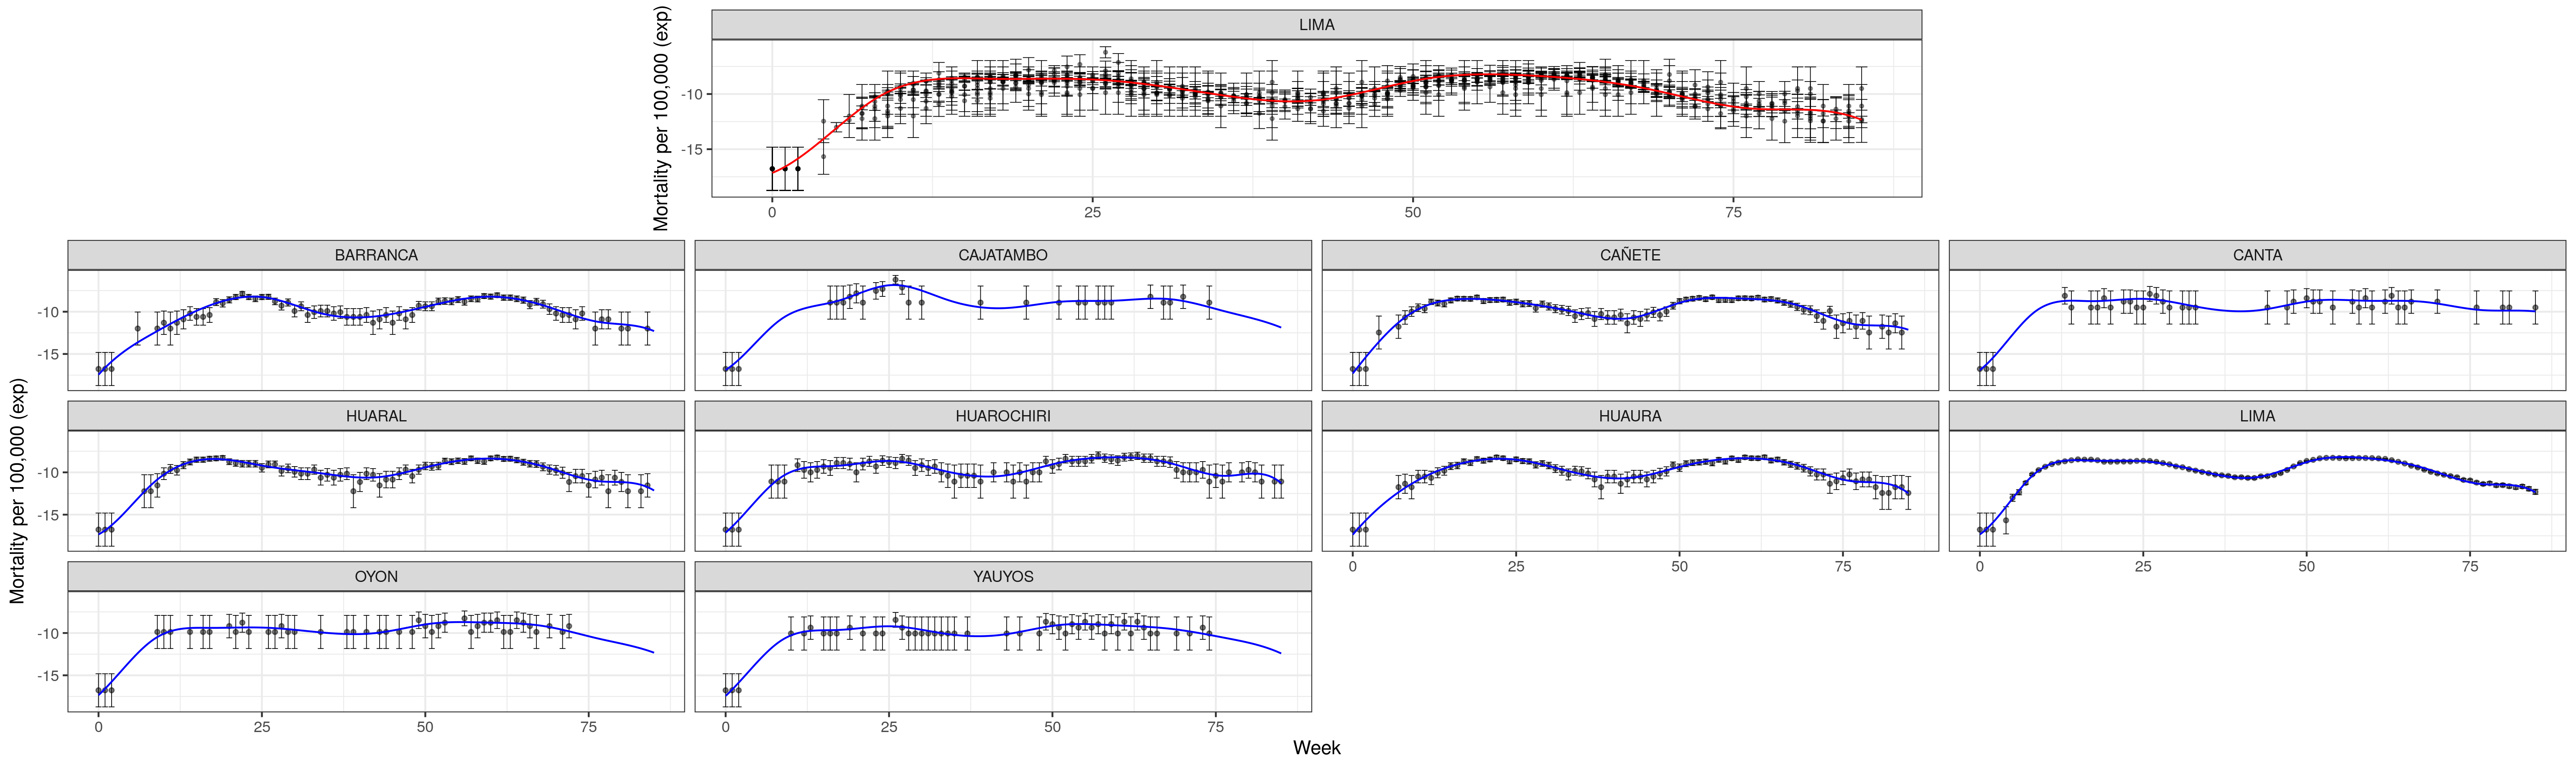 LIMA
Mortality per 100,000 (exp)
-10
-15
0 25 50 75
BARRANCA CAJATAMBO CAÑETE CANTA
-10
-15
HUARAL HUAROCHIRI HUAURA LIMA
-10
-15
0 25 50 75 0 25 50 75
OYON YAUYOS
-10
-15
0 25 50 75 0 25 50 75
Mortality per 100,000 (exp)
Week